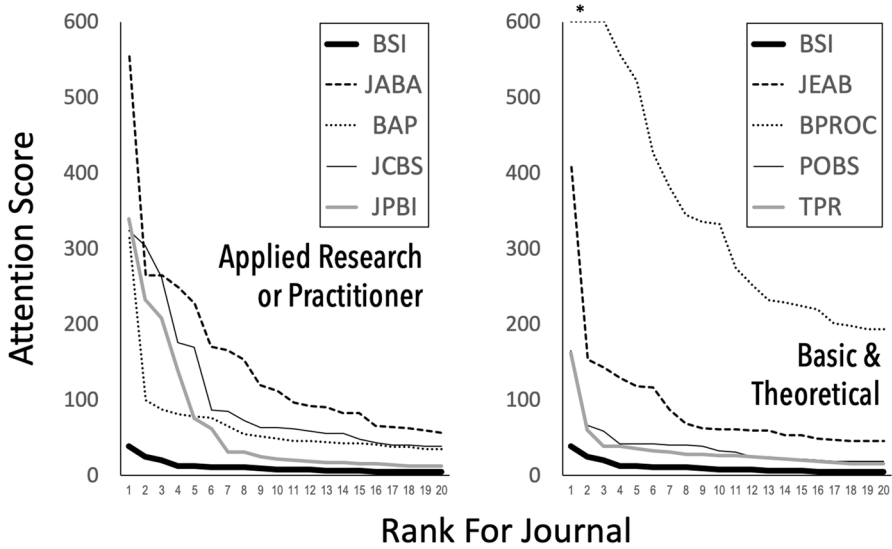 Attention Score
600
500
400
300
200
100
0
BSI
JABA
BAP
JCBS
JPBI
Applied Research
or Practitioner
1 2 3 4 5 6 7 8 9 10 11 12 13 14 15 16 17 18 19 20
*
600
500
400
300
200
100
0
BSI
JEAB
BPROC
POBS
TPR
Basic &
Theoretical
1 2 3 4 5 6 7 8 9 10 11 12 13 14 15 16 17 18 19 20
Rank For Journal